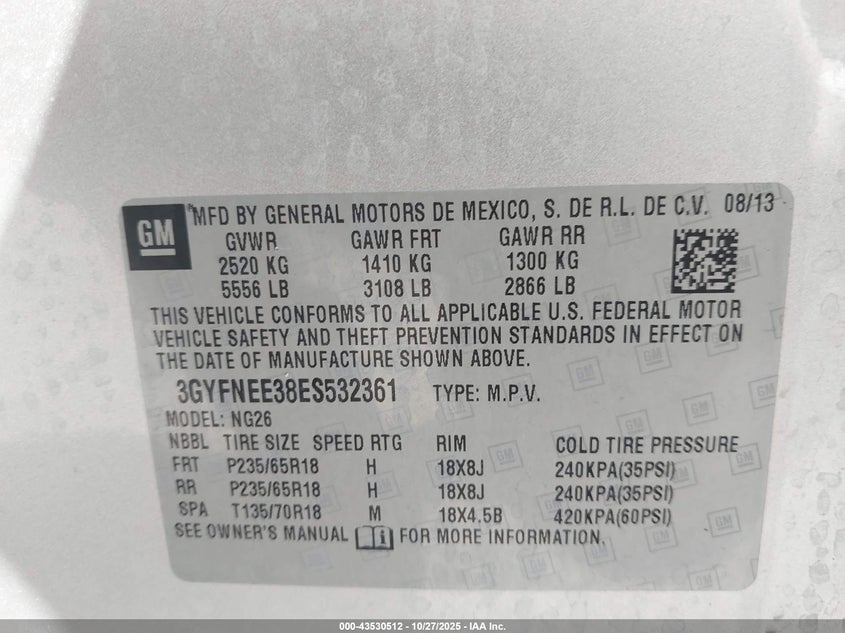 GM MFD BY GENERAL MOTORS DE MEXICO, S. DE R.L. DE C.V. 08/13
GVWR GAWR FRT GAWR RR
2520 KG 1410 KG 1300 KG
5556 LB 3108 LB 2866 LB
THIS VEHICLE CONFORMS TO ALL APPLICABLE U.S. FEDERAL MOTOR
VEHICLE SAFETY AND THEFT PREVENTION STANDARDS IN EFFECT ON
THE DATE OF MANUFACTURE SHOWN ABOVE.
3GYFNEE38ES532361 TYPE: M.P.V.
MODEL: NG26
NBBL TIRE SIZE SPEED RTG RIM COLD TIRE PRESSURE
FRT P235/65R18 H 18X8J 240KPA(35PSI)
RR P235/65R18 H 18X8J 240KPA(35PSI)
SPA T135/70R18 M 18X4.5B 420KPA(60PSI)
SEE OWNER'S MANUAL FOR MORE INFORMATION.
000-43530512 - 10/27/2025 - IAA Inc.